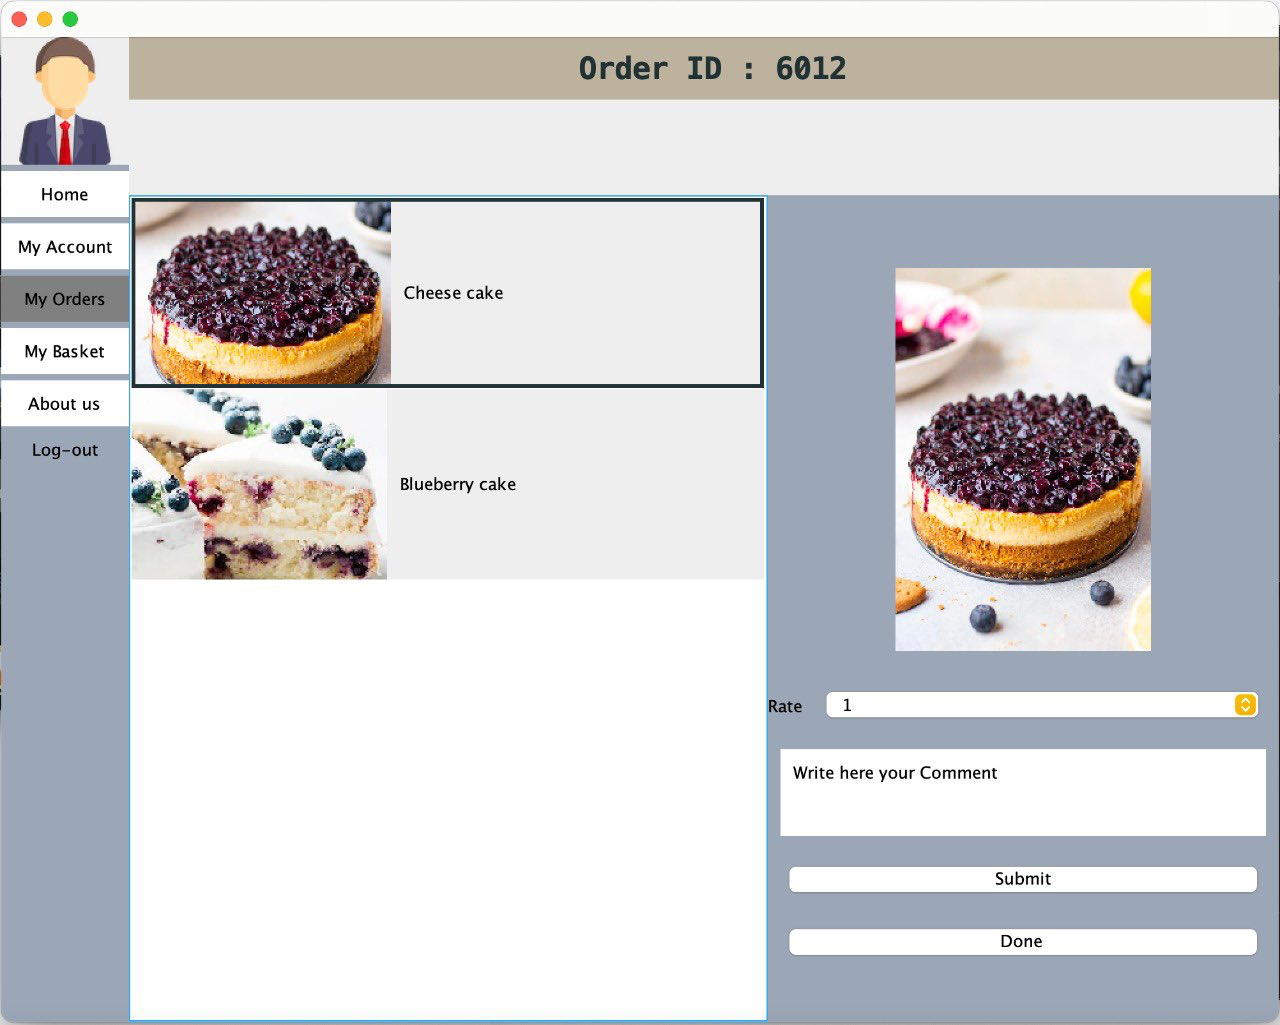 Order ID : 6012
Home
My Account
My Orders
My Basket
About us
Log-out
Cheese cake
Blueberry cake
Rate 1
Write here your Comment
Submit
Done